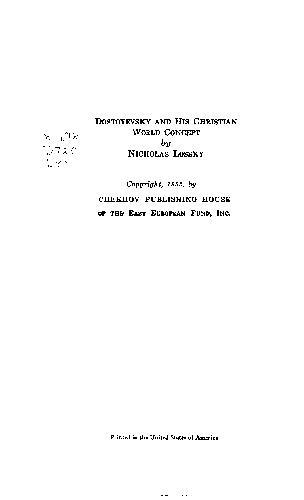 DOSTOYEVSKY AND HIS CHRISTIAN
WORLD CONCEPT
by
NICHOLAS LOSSKY
Copyright, 1953, by
CHEKHOV PUBLISHING HOUSE
OF THE EAST EUROPEAN FUND, INC.
Printed in the United States of America